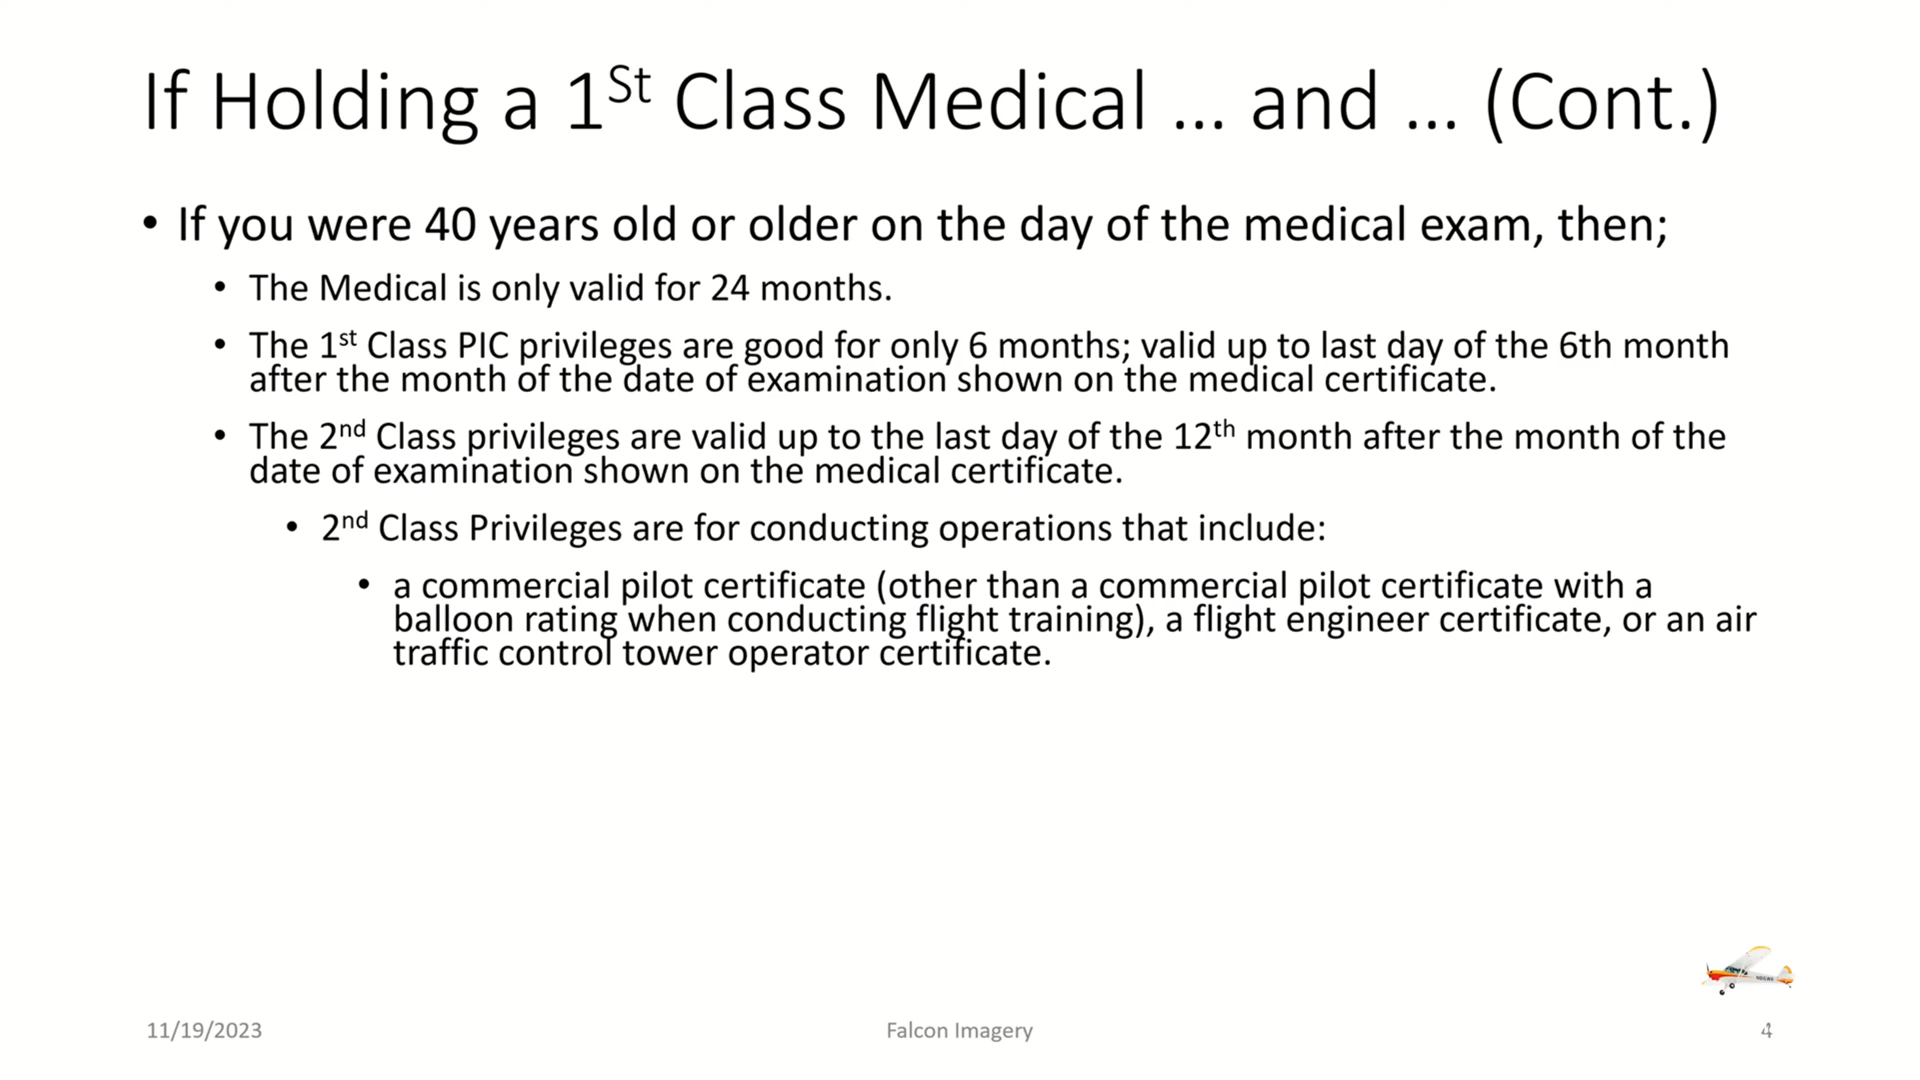 If Holding a 1St Class Medical … and … (Cont.)
• If you were 40 years old or older on the day of the medical exam, then;
• The Medical is only valid for 24 months.
• The 1st Class PIC privileges are good for only 6 months; valid up to last day of the 6th month
after the month of the date of examination shown on the medical certificate.
• The 2nd Class privileges are valid up to the last day of the 12th month after the month of the
date of examination shown on the medical certificate.
• 2nd Class Privileges are for conducting operations that include:
• a commercial pilot certificate (other than a commercial pilot certificate with a
balloon rating when conducting flight training), a flight engineer certificate, or an air
traffic control tower operator certificate.
11/19/2023
Falcon Imagery
4